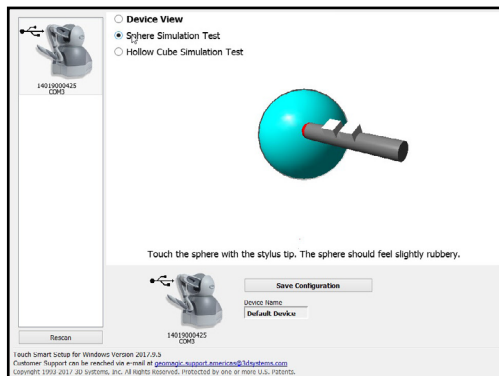 Device View
Sphere Simulation Test
Hollow Cube Simulation Test
14019000425
COM3
Touch the sphere with the stylus tip. The sphere should feel slightly rubbery.
Save Configuration
Device Name
Default Device
14019000425
COM3
Rescan
Touch Smart Setup for Windows Version 2017.9.5
Customer Support can be reached via e-mail at geomagic.support.americas@3dsystems.com
Copyright 1993-2017 3D Systems, Inc. All Rights Reserved. Protected by one or more U.S. Patents.